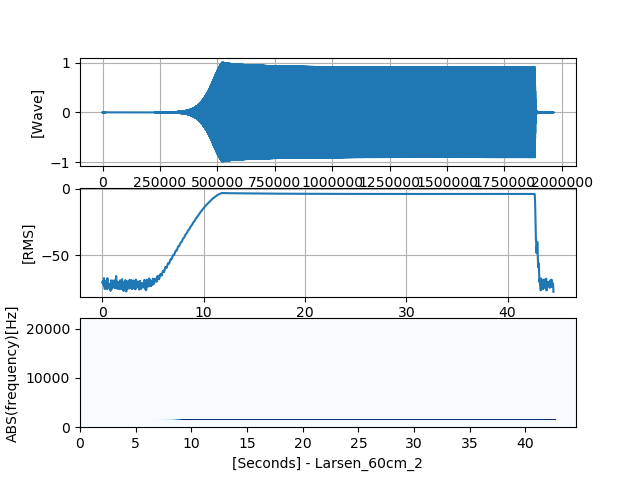 1
0
−1
[Wave]
0 250000 500000 750000 1000000 1250000 1500000 1750000 2000000
0
−50
[RMS]
0 10 20 30 40
20000
10000
0
ABS(frequency)[Hz]
0 5 10 15 20 25 30 35 40
[Seconds] - Larsen_60cm_2